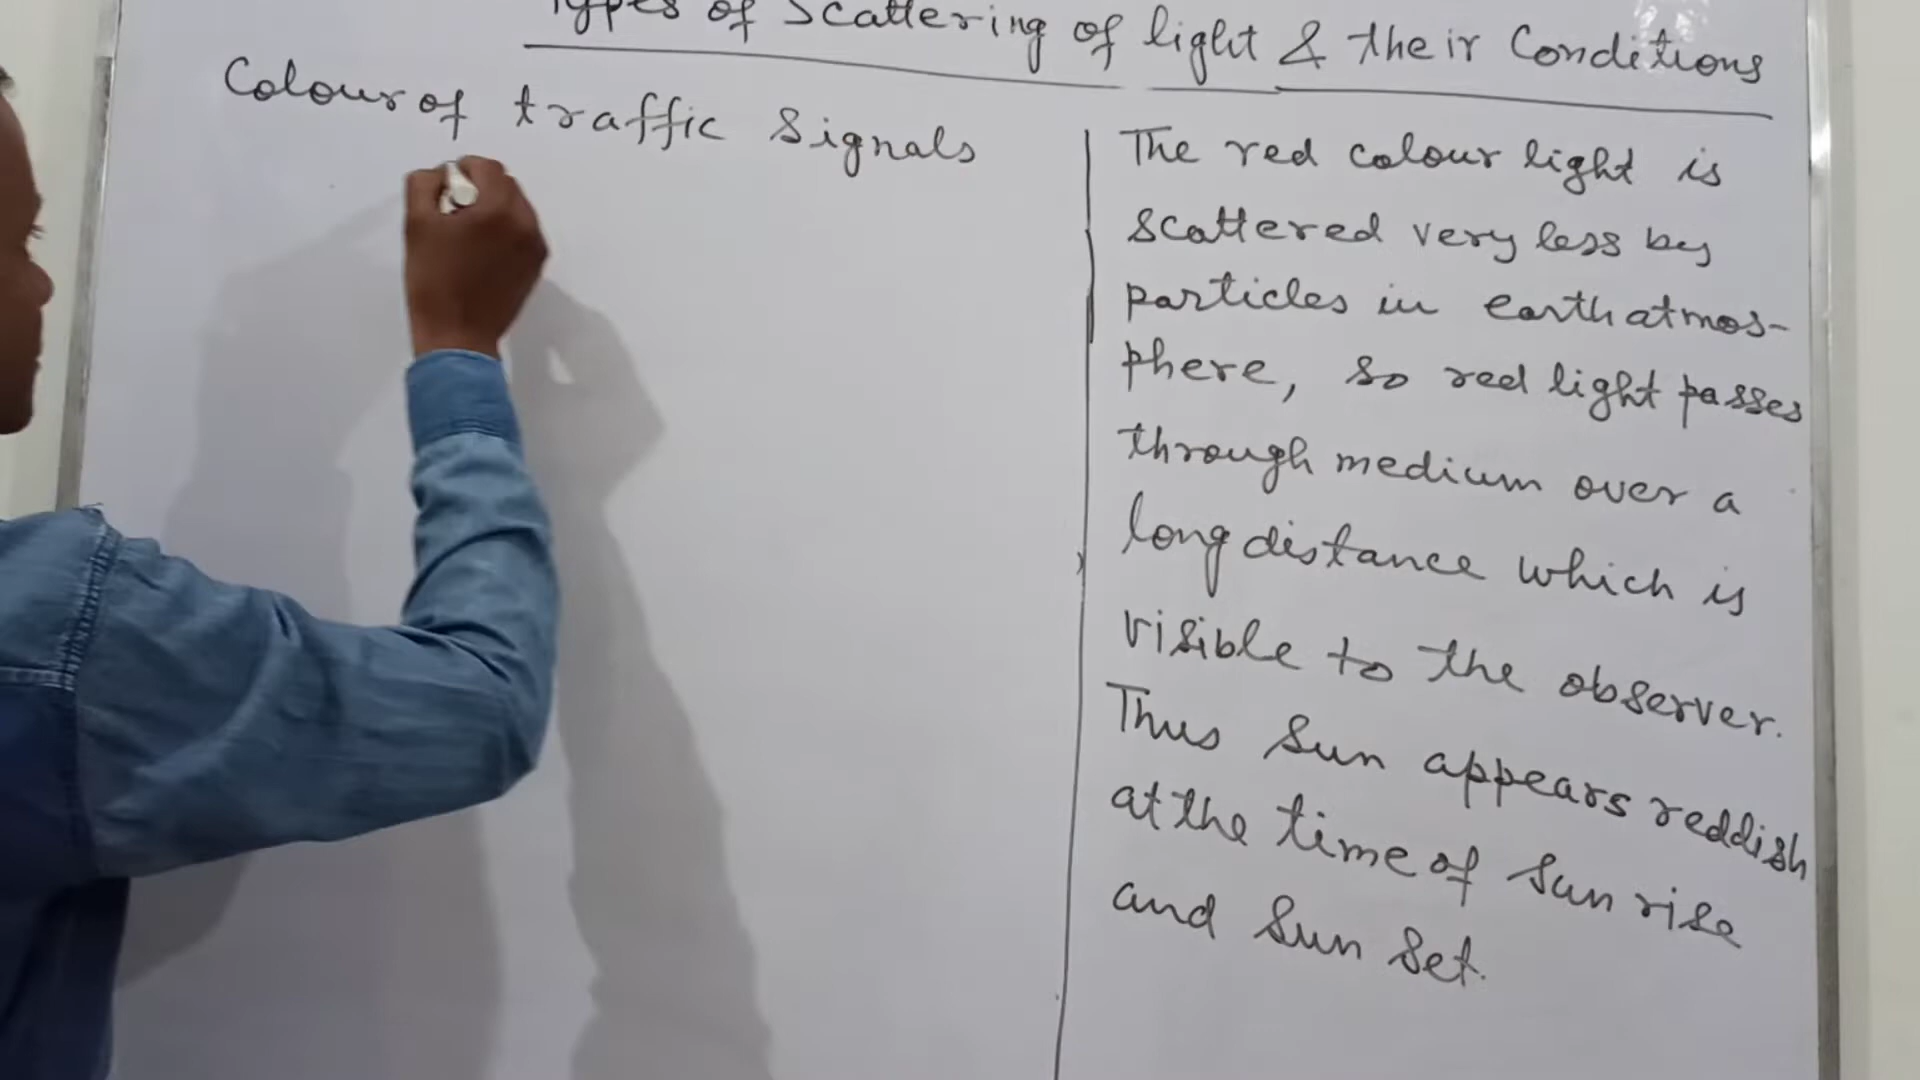 Types of Scattering of light & their Conditions
Colour of traffic Signals
The red colour light is
scattered very less by
particles in earth atmos-
phere, so red light passes
through medium over a
long distance which is
visible to the observer.
Thus Sun appears reddish
at the time of Sun rise
and Sun Set.